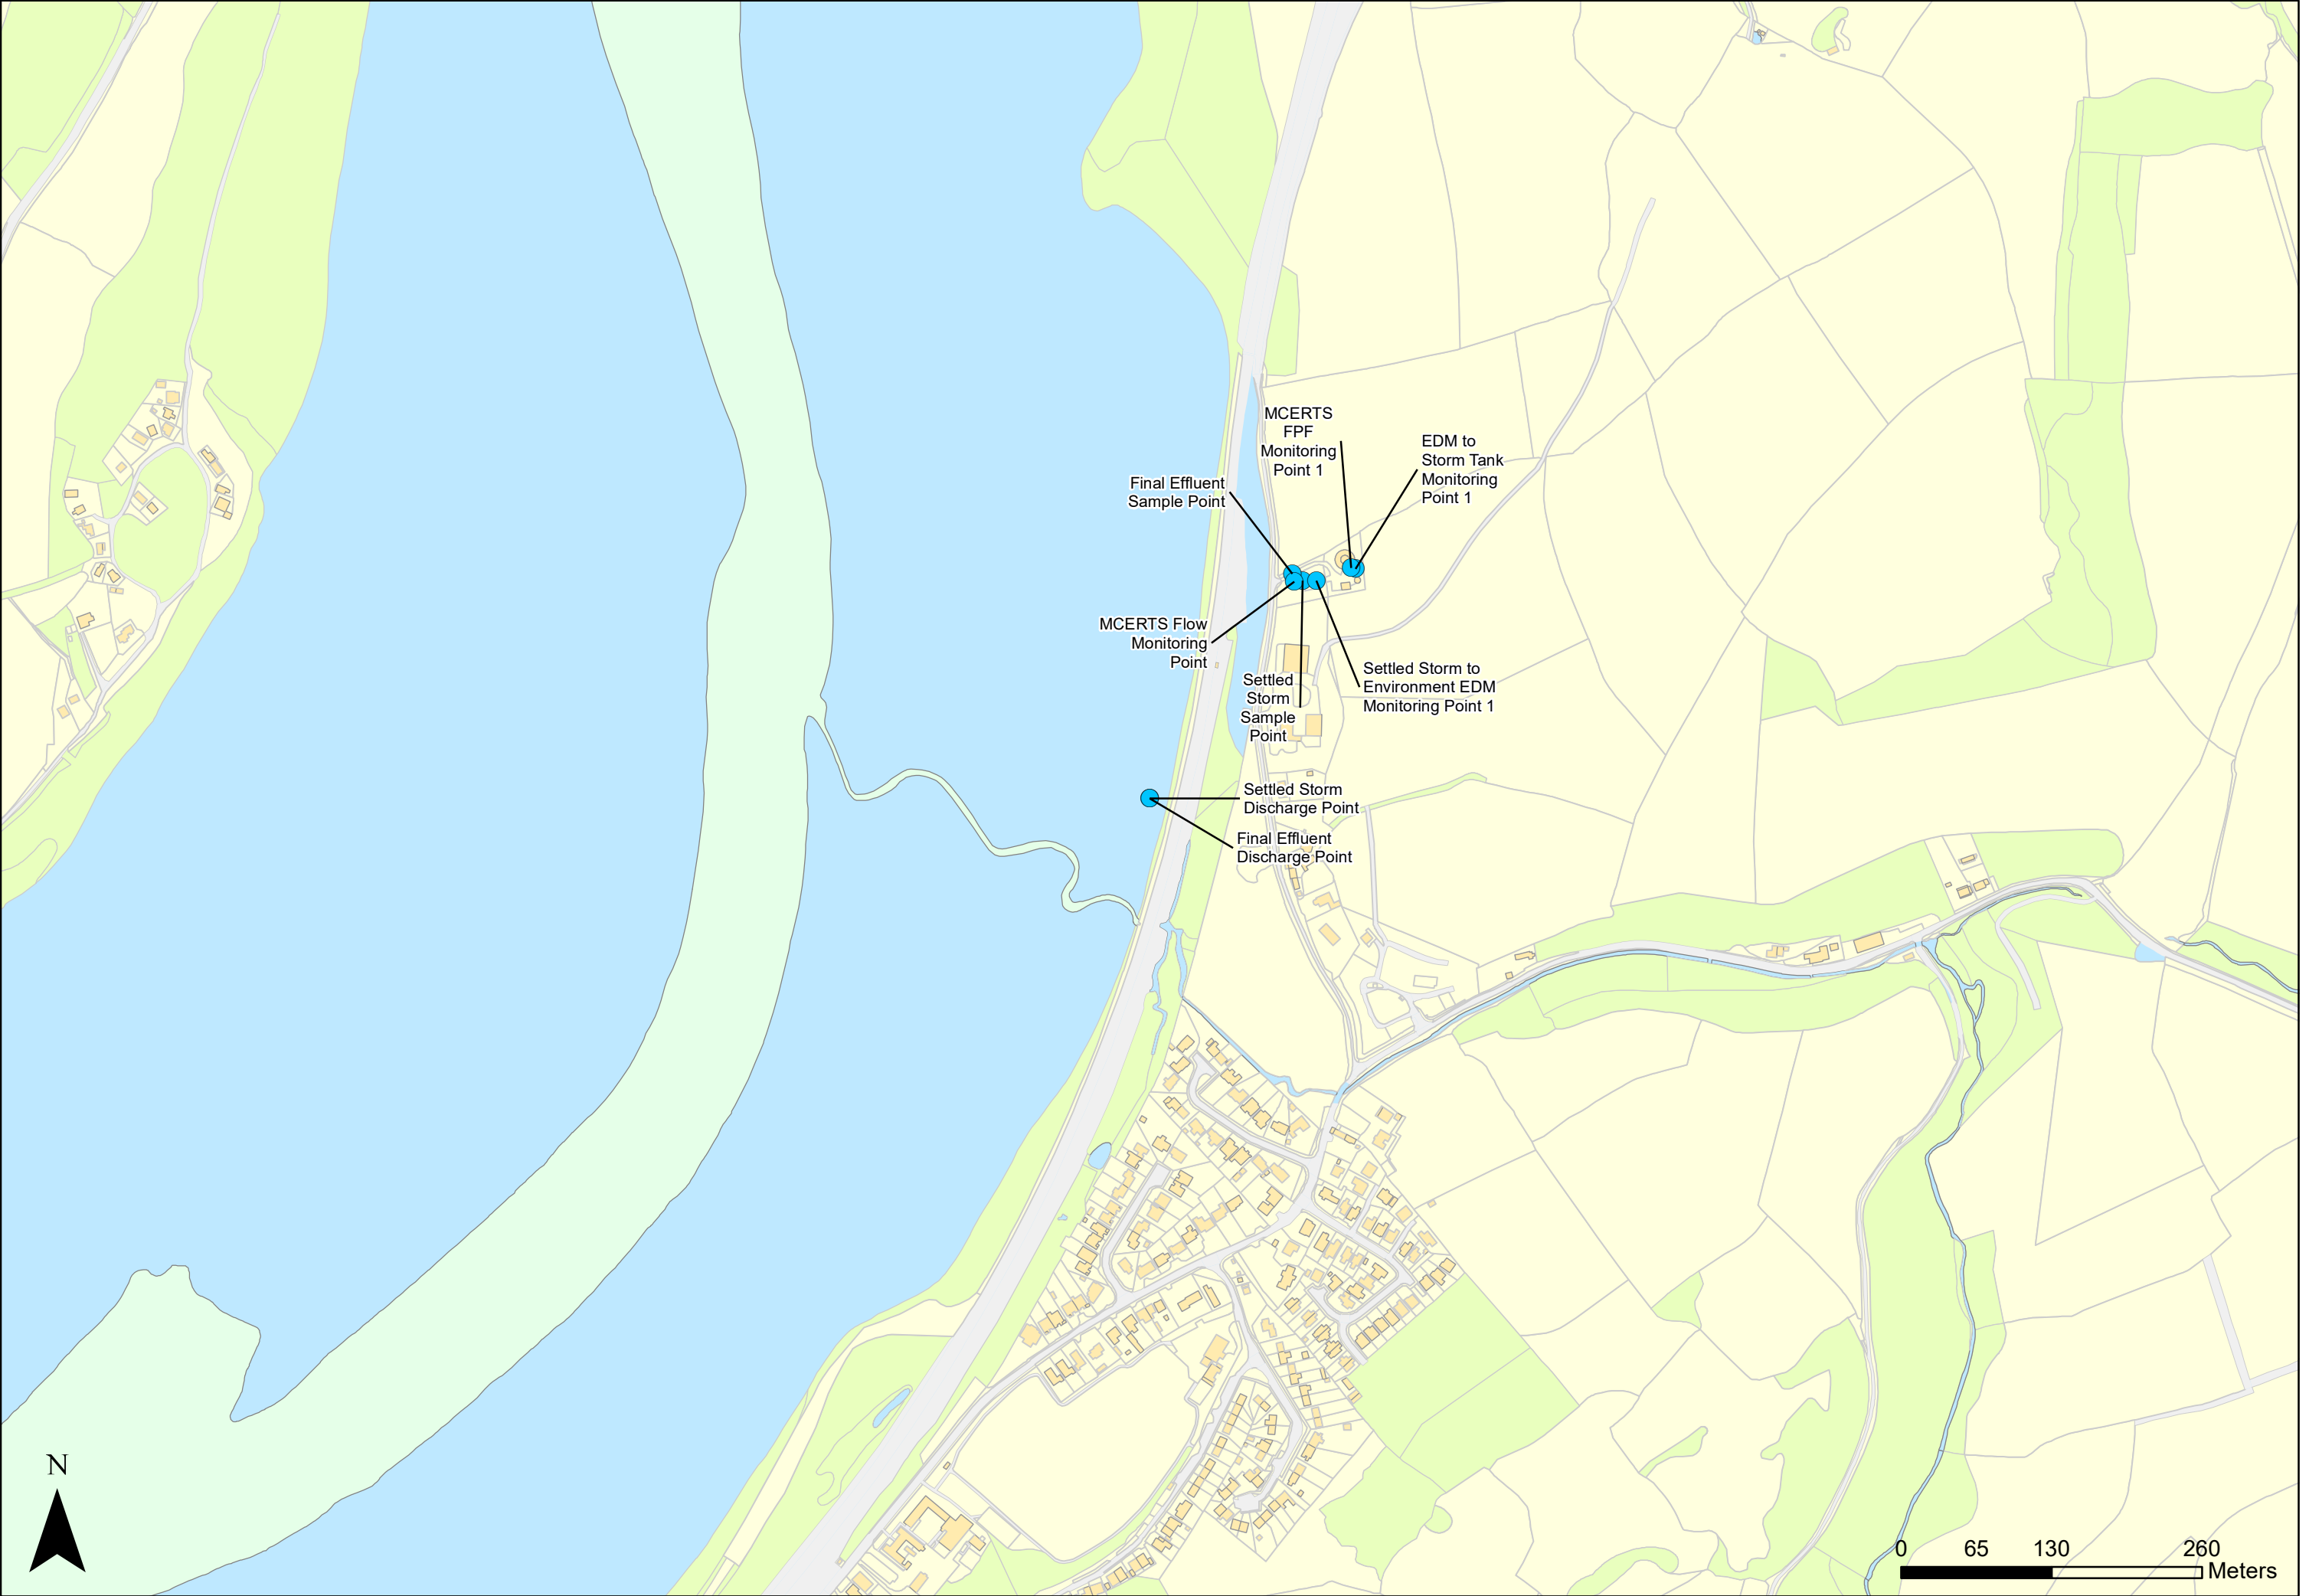 MCERTS
FPF
Monitoring
Point 1
EDM to
Storm Tank
Monitoring
Point 1
Final Effluent
Sample Point
MCERTS Flow
Monitoring
Point
Settled
Storm
Sample
Point
Settled Storm to
Environment EDM
Monitoring Point 1
Settled Storm
Discharge Point
Final Effluent
Discharge Point
N
0 65 130 260
Meters